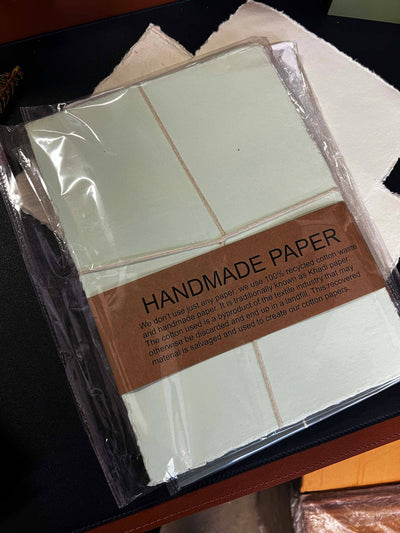 HANDMADE PAPER
We don't use just any paper, we use 100% recycled cotton waste
and handmade paper. It is traditionally known as Khadi paper.
The cotton used is a byproduct of the textile industry that may
otherwise be discarded and end up in a landfill. This recovered
material is salvaged and used to create our cotton papers.